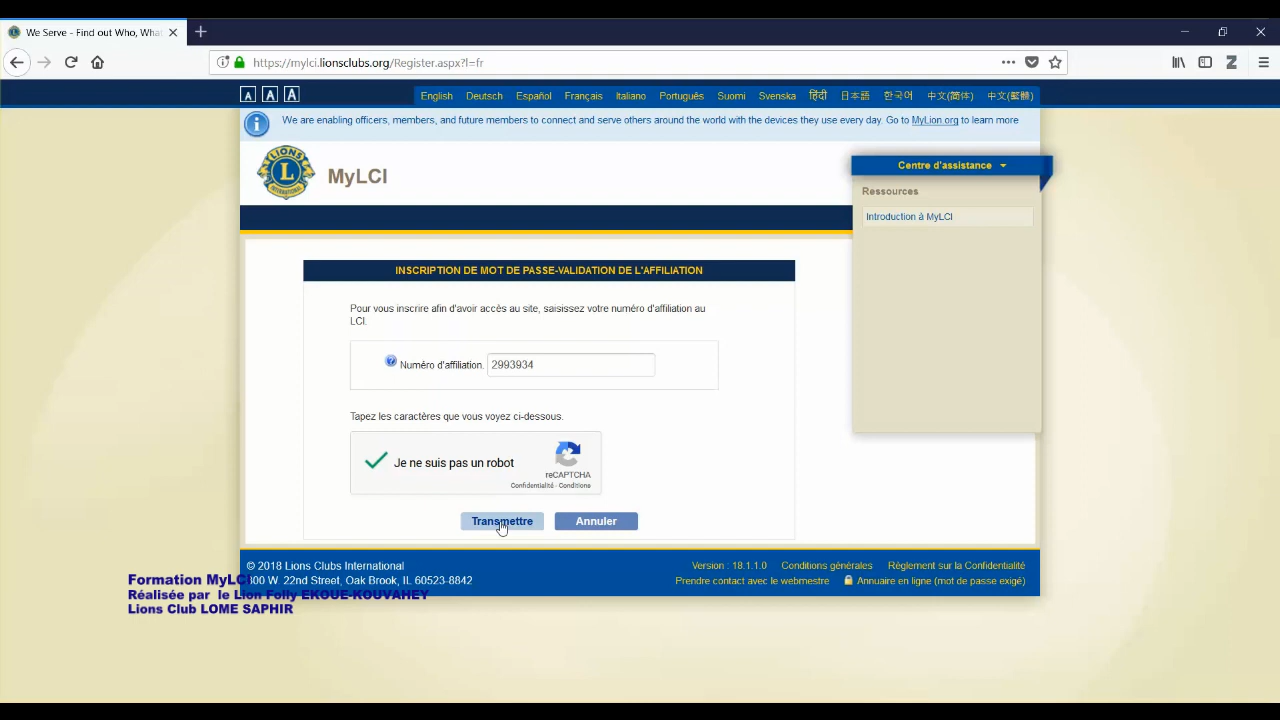 We Serve - Find out Who, Wha
https://mylci.lionsclubs.org/Register.aspx?l=fr
A A A
English Deutsch Español Français Italiano Português Suomi Svenska हिंदी 日本語 한국어 中文(简体) 中文(繁體)
We are enabling officers, members, and future members to connect and serve others around the world with the devices they use every day. Go to MyLion.org to learn more
LIONS
L
INTERNATIONAL
MyLCI
Centre d'assistance
Ressources
Introduction à MyLCI
INSCRIPTION DE MOT DE PASSE-VALIDATION DE L'AFFILIATION
Pour vous inscrire afin d'avoir accès au site, saisissez votre numéro d'affiliation au
LCI.
Numéro d'affiliation. 2993934
Tapez les caractères que vous voyez ci-dessous.
Je ne suis pas un robot
reCAPTCHA
Confidentialité - Conditions
Transmettre Annuler
© 2018 Lions Clubs International
300 W. 22nd Street, Oak Brook, IL 60523-8842
Version : 18.1.1.0 Conditions générales Règlement sur la Confidentialité
Prendre contact avec le webmestre Annuaire en ligne (mot de passe exigé)
Formation MyLCI
Réalisée par le Lion Folly EKOUE-KOUVAHEY
Lions Club LOME SAPHIR